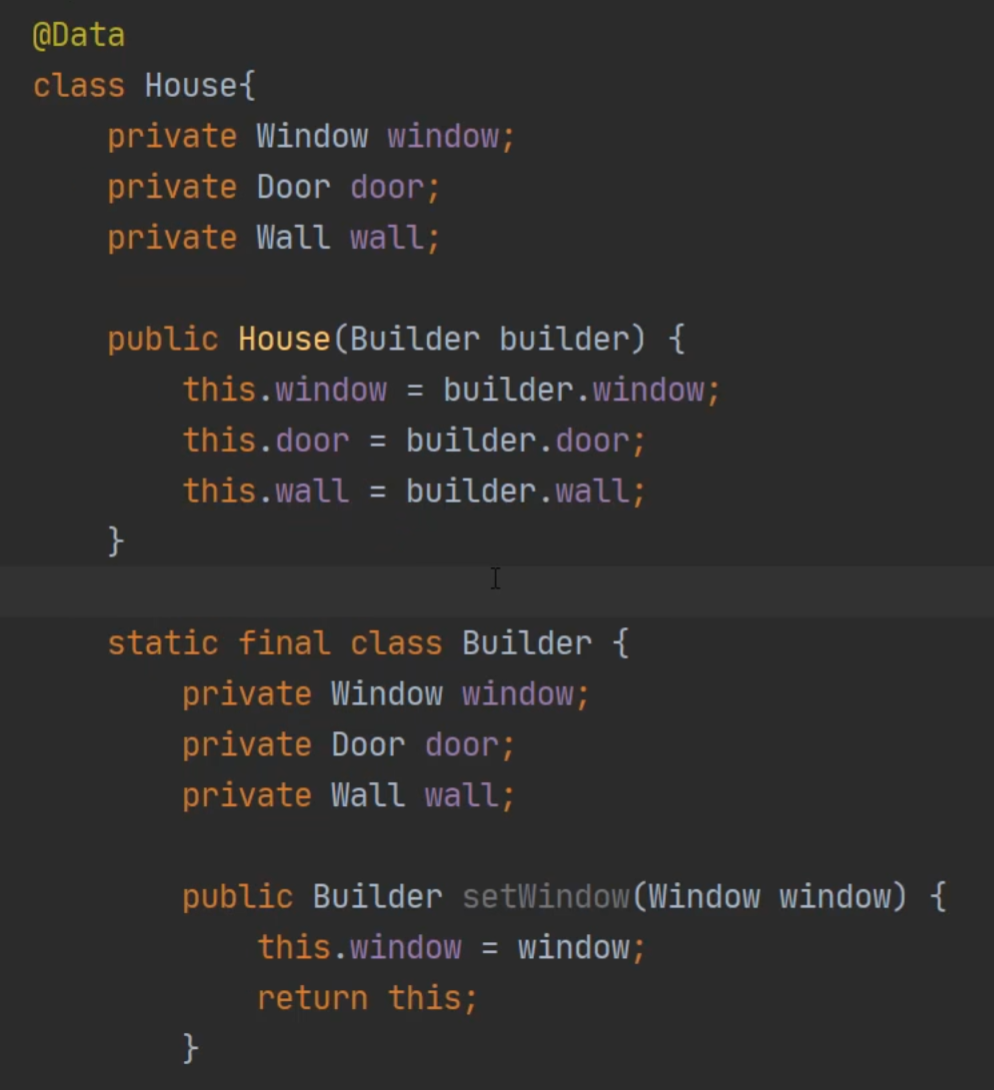 @Data
class House{
    private Window window;
    private Door door;
    private Wall wall;

    public House(Builder builder) {
        this.window = builder.window;
        this.door = builder.door;
        this.wall = builder.wall;
    }

    static final class Builder {
        private Window window;
        private Door door;
        private Wall wall;

        public Builder setWindow(Window window) {
            this.window = window;
            return this;
        }